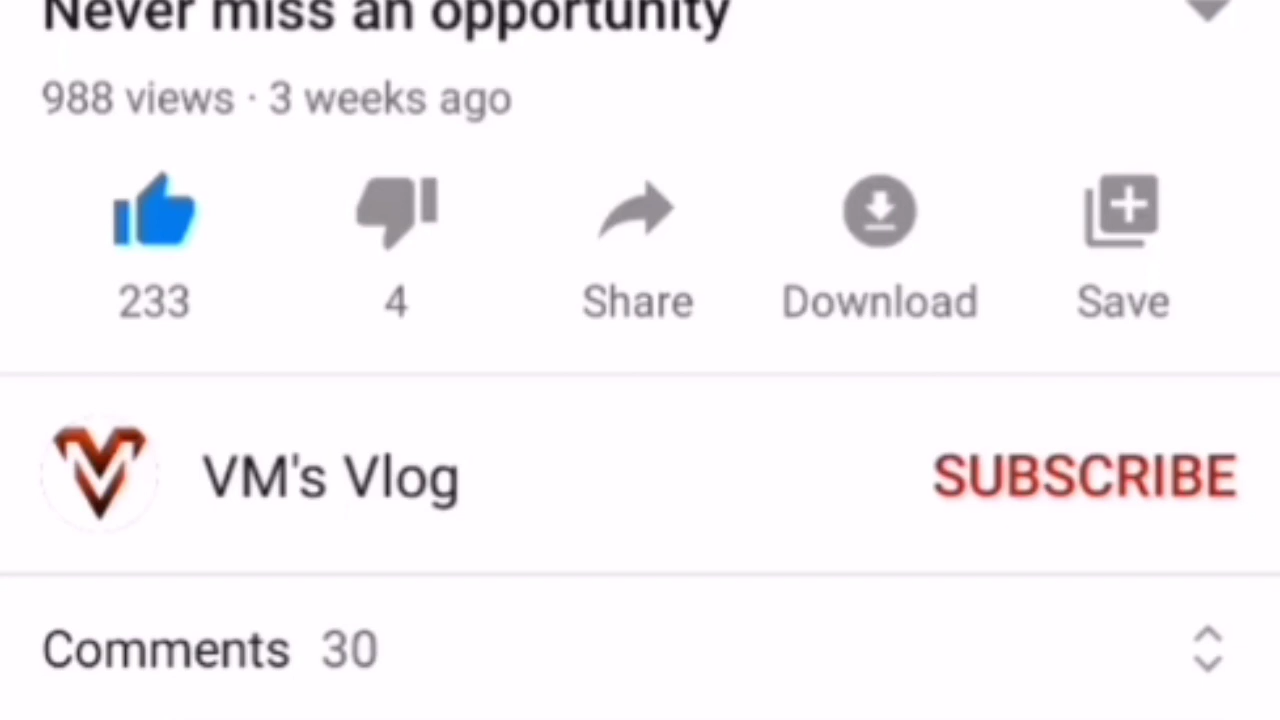 Never miss an opportunity
988 views · 3 weeks ago
233 4 Share Download Save
VM's Vlog SUBSCRIBE
Comments 30